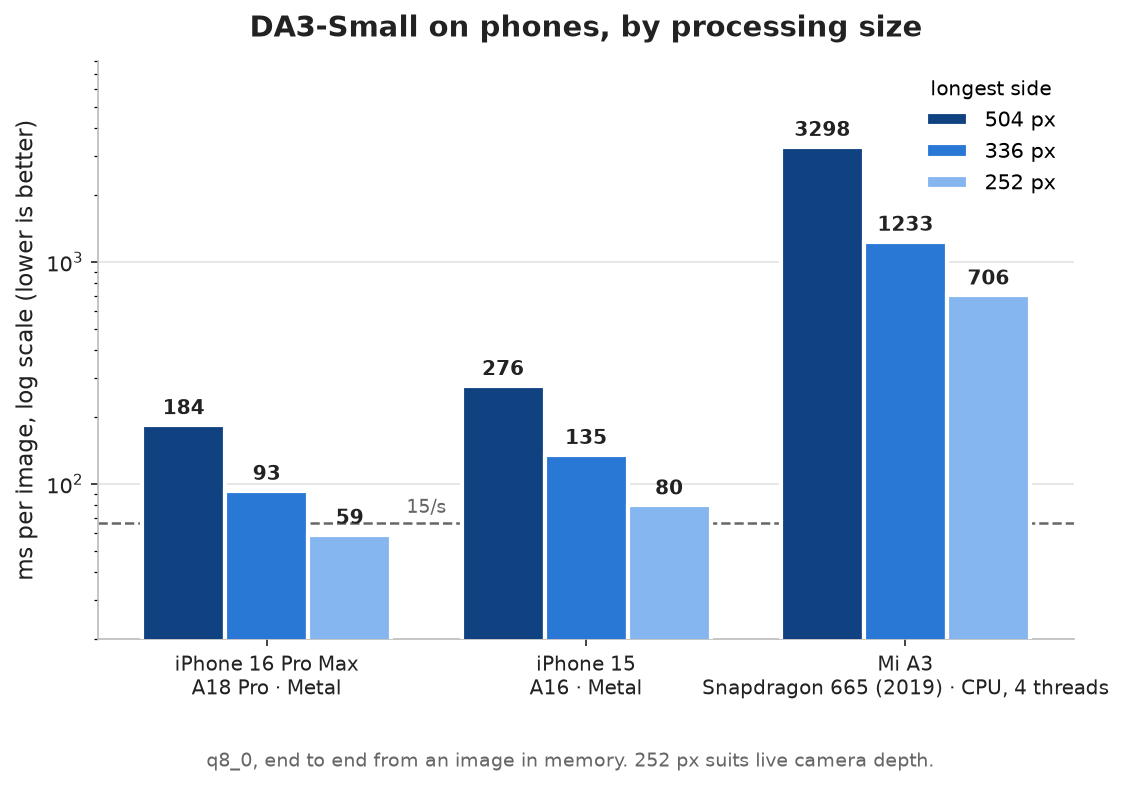 DA3-Small on phones, by processing size
ms per image, log scale (lower is better)
longest side
504 px
336 px
252 px
10³
10²
15/s
184
93
59
276
135
80
3298
1233
706
iPhone 16 Pro Max
A18 Pro · Metal
iPhone 15
A16 · Metal
Mi A3
Snapdragon 665 (2019) · CPU, 4 threads
q8_0, end to end from an image in memory. 252 px suits live camera depth.